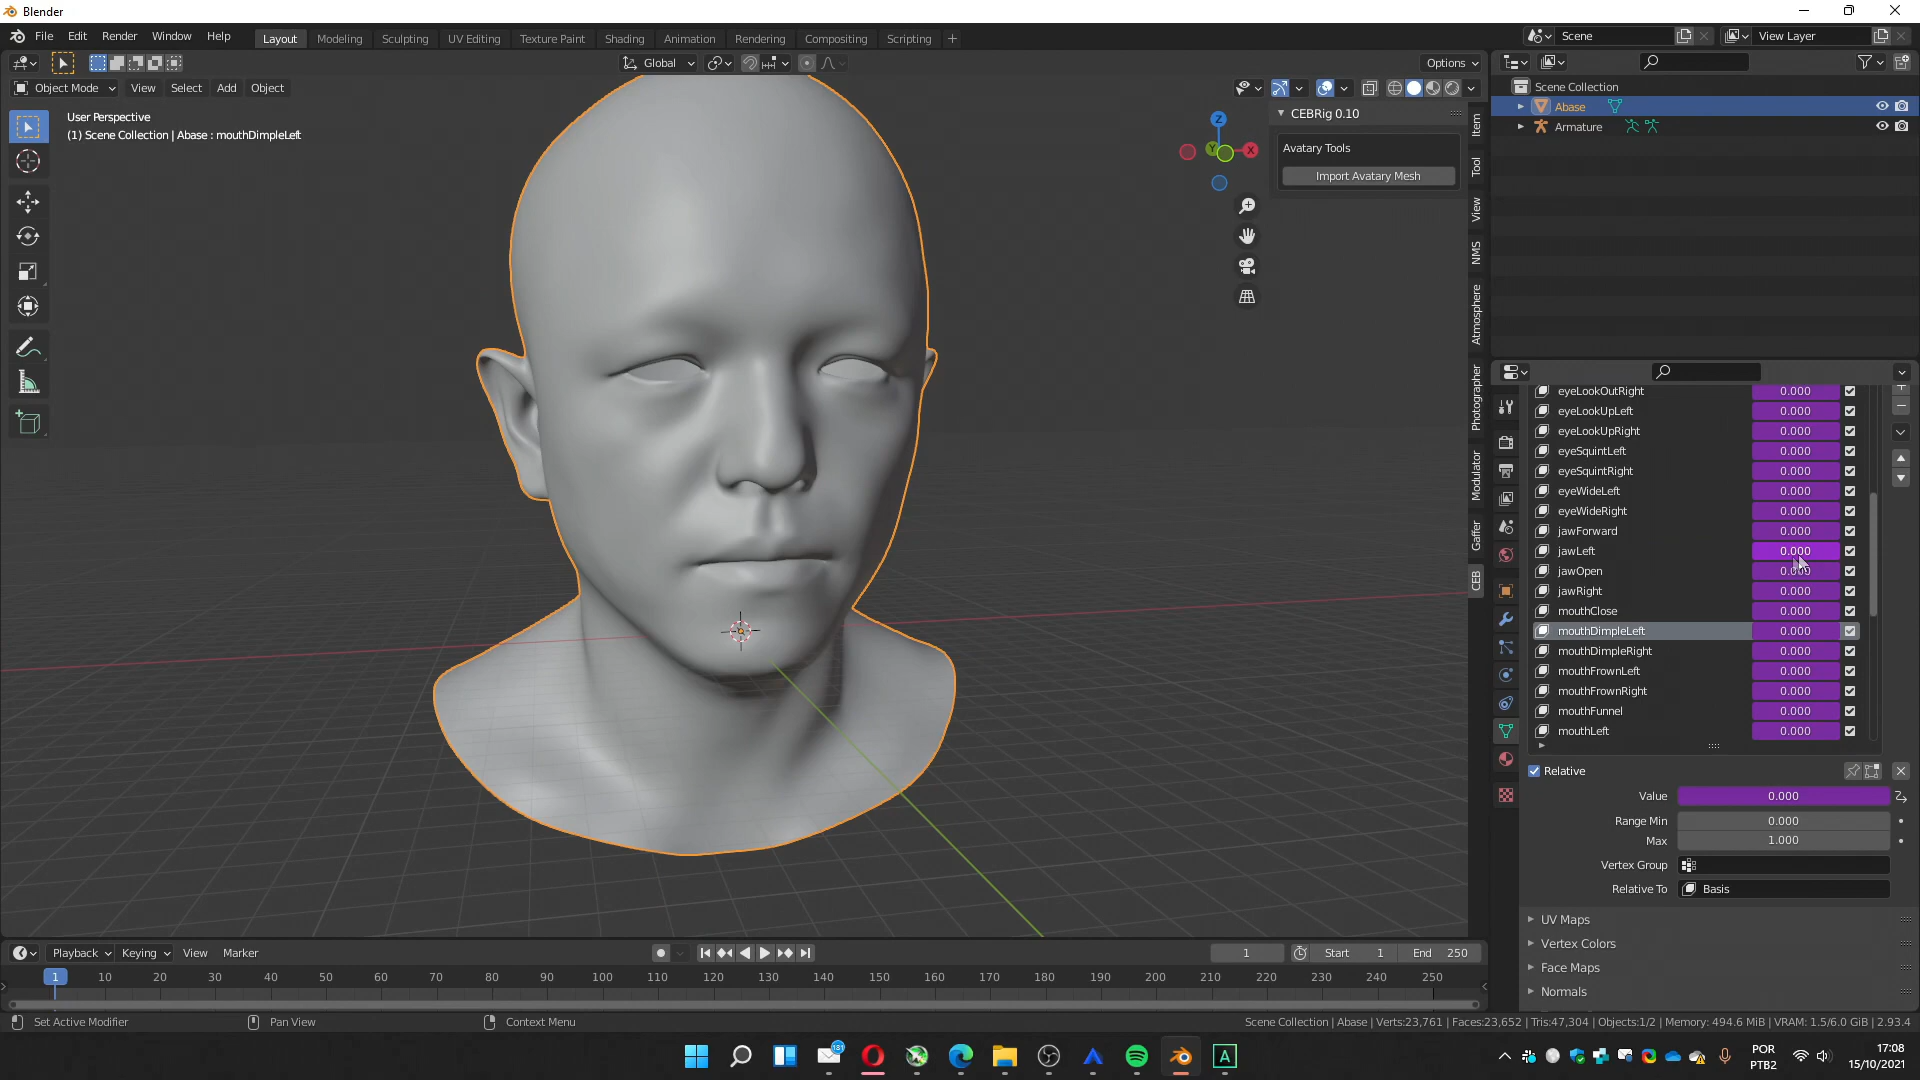 Blender
File Edit Render Window Help Layout Modeling Sculpting UV Editing Texture Paint Shading Animation Rendering Compositing Scripting + Scene View Layer
Global Options
Object Mode View Select Add Object
User Perspective
(1) Scene Collection | Abase : mouthDimpleLeft
Z
Y
X
CEBRig 0.10
Avatary Tools
Import Avatary Mesh
Item
Tool
View
NMS
Atmosphere
Photographer
Modulator
Gaffer
CEB
Scene Collection
Abase
Armature
eyeLookOutRight 0.000
eyeLookUpLeft 0.000
eyeLookUpRight 0.000
eyeSquintLeft 0.000
eyeSquintRight 0.000
eyeWideLeft 0.000
eyeWideRight 0.000
jawForward 0.000
jawLeft 0.000
jawOpen 0.000
jawRight 0.000
mouthClose 0.000
mouthDimpleLeft 0.000
mouthDimpleRight 0.000
mouthFrownLeft 0.000
mouthFrownRight 0.000
mouthFunnel 0.000
mouthLeft 0.000
Relative
Value 0.000
Range Min 0.000
Max 1.000
Vertex Group
Relative To Basis
UV Maps
Vertex Colors
Face Maps
Normals
Playback Keying View Marker 1 Start 1 End 250
1 10 20 30 40 50 60 70 80 90 100 110 120 130 140 150 160 170 180 190 200 210 220 230 240 250
Set Active Modifier Pan View Context Menu Scene Collection | Abase | Verts:23,761 | Faces:23,652 | Tris:47,304 | Objects:1/2 | Memory: 494.6 MiB | VRAM: 1.5/6.0 GiB | 2.93.4
181
A
POR
PTB2
17:08
15/10/2021